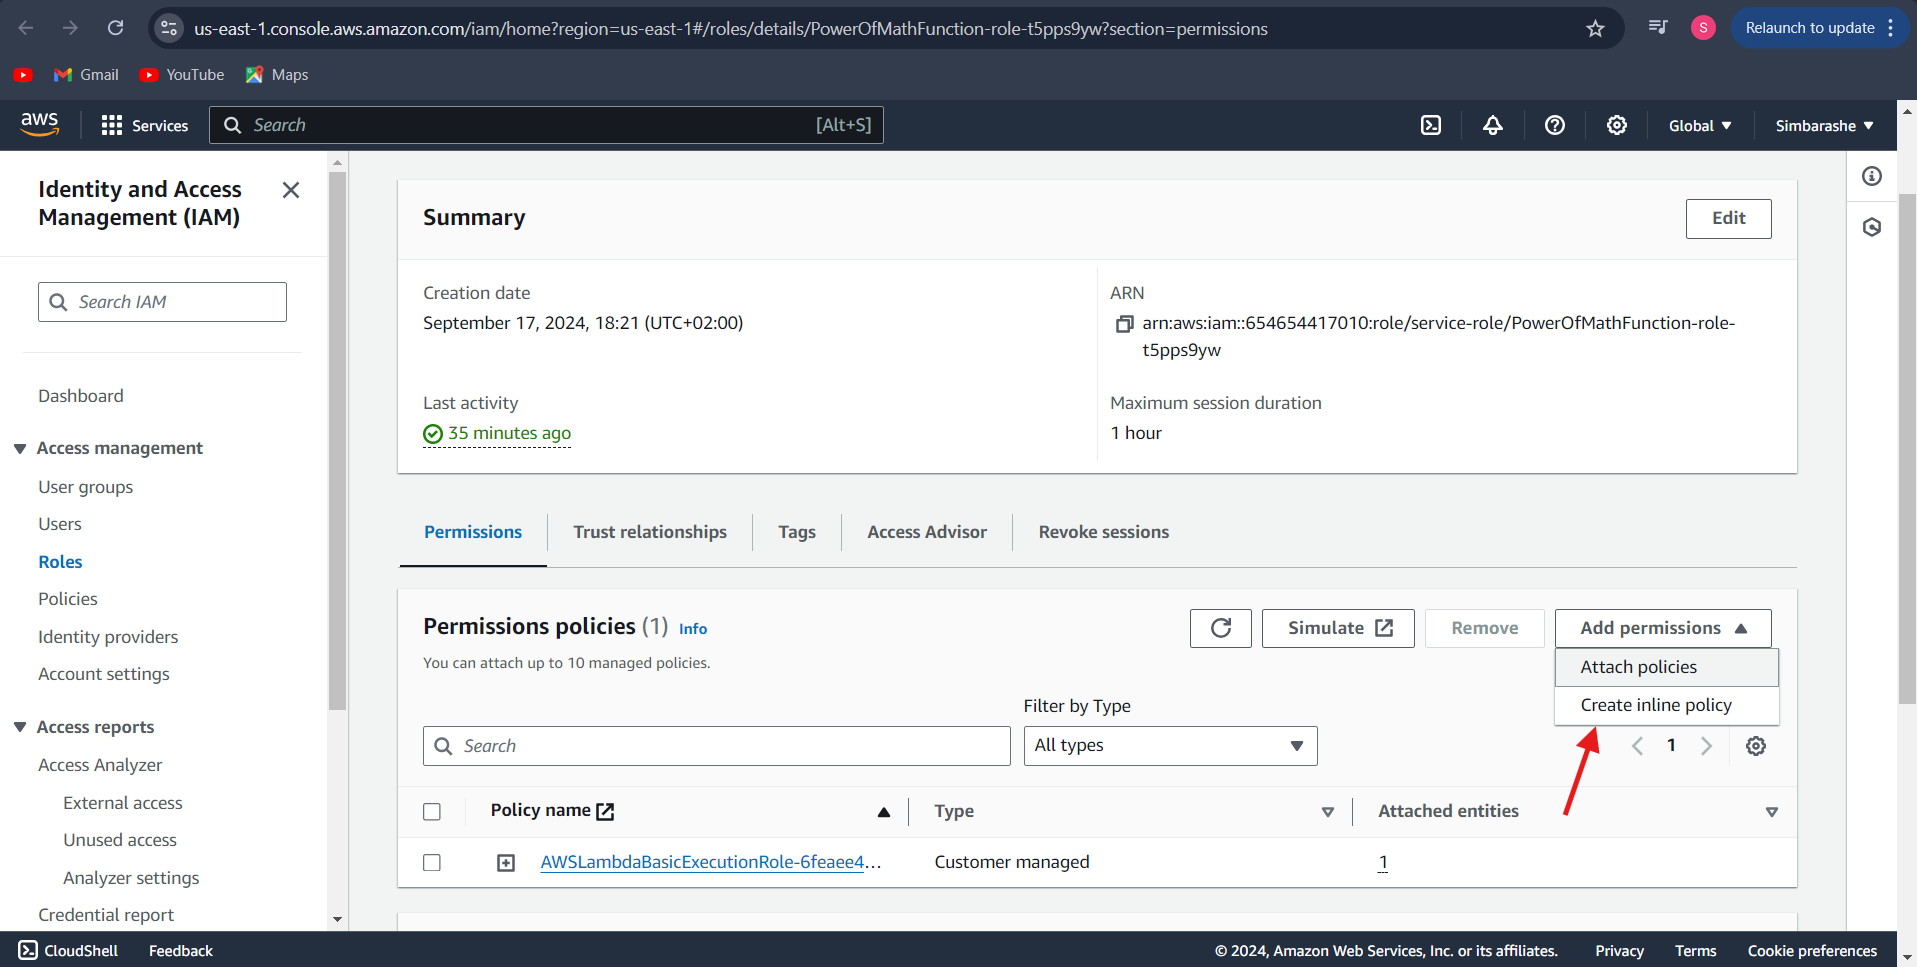 us-east-1.console.aws.amazon.com/iam/home?region=us-east-1#/roles/details/PowerOfMathFunction-role-t5pps9yw?section=permissions
S
Relaunch to update
Gmail
YouTube
Maps
aws
Services
Search
[Alt+S]
Global
Simbarashe
Identity and Access
Management (IAM)
Search IAM
Dashboard
Access management
User groups
Users
Roles
Policies
Identity providers
Account settings
Access reports
Access Analyzer
External access
Unused access
Analyzer settings
Credential report
Summary
Edit
Creation date
September 17, 2024, 18:21 (UTC+02:00)
ARN
arn:aws:iam::654654417010:role/service-role/PowerOfMathFunction-role-
t5pps9yw
Last activity
35 minutes ago
Maximum session duration
1 hour
Permissions
Trust relationships
Tags
Access Advisor
Revoke sessions
Permissions policies (1) Info
You can attach up to 10 managed policies.
Simulate
Remove
Add permissions
Attach policies
Create inline policy
Filter by Type
Search
All types
1
Policy name
Type
Attached entities
AWSLambdaBasicExecutionRole-6feaee4...
Customer managed
1
CloudShell
Feedback
© 2024, Amazon Web Services, Inc. or its affiliates.
Privacy
Terms
Cookie preferences